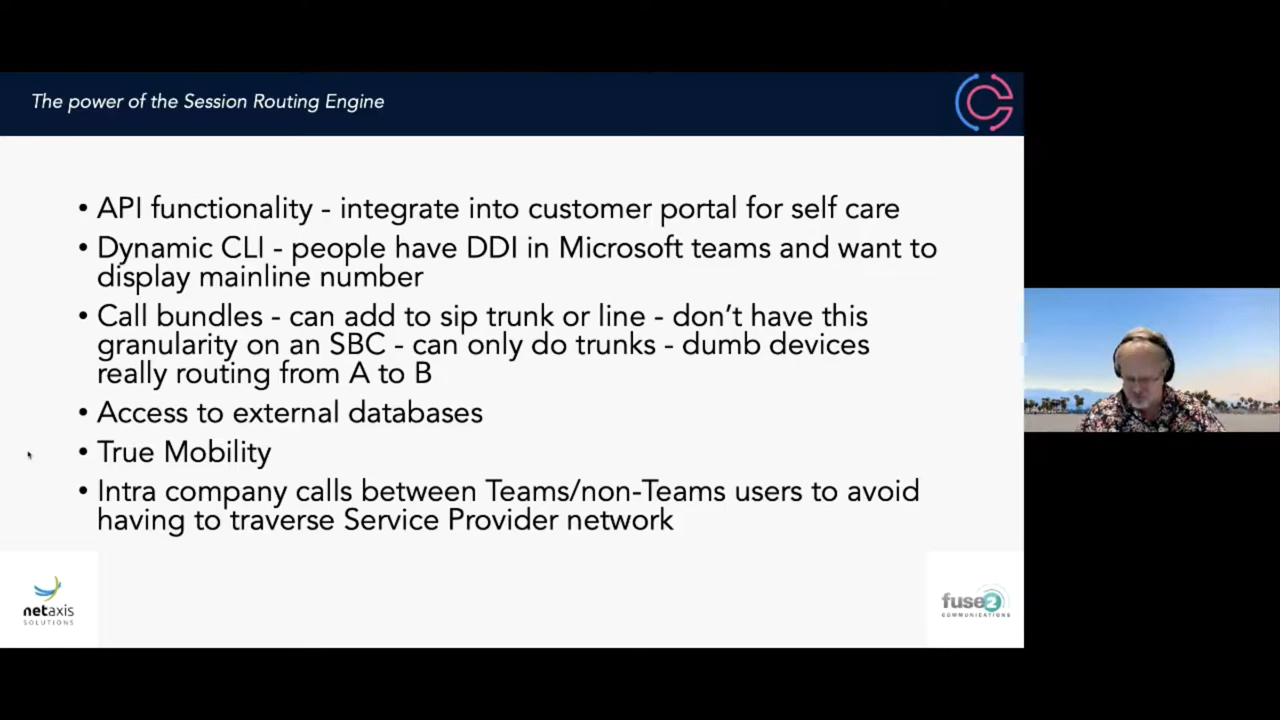 The power of the Session Routing Engine
• API functionality - integrate into customer portal for self care
• Dynamic CLI - people have DDI in Microsoft teams and want to
display mainline number
• Call bundles - can add to sip trunk or line - don’t have this
granularity on an SBC - can only do trunks - dumb devices
really routing from A to B
• Access to external databases
• True Mobility
• Intra company calls between Teams/non-Teams users to avoid
having to traverse Service Provider network
netaxis
SOLUTIONS
fuse2
COMMUNICATIONS